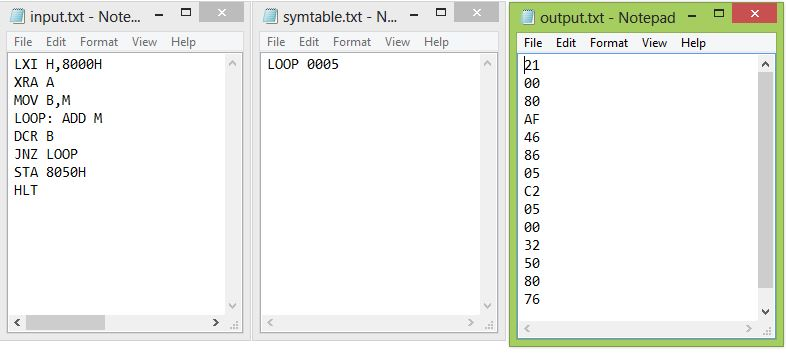 input.txt - Note...
File Edit Format View Help
LXI H,8000H
XRA A
MOV B,M
LOOP: ADD M
DCR B
JNZ LOOP
STA 8050H
HLT
symtable.txt - N...
File Edit Format View Help
LOOP 0005
output.txt - Notepad
File Edit Format View Help
21
00
80
AF
46
86
05
C2
05
00
32
50
80
76